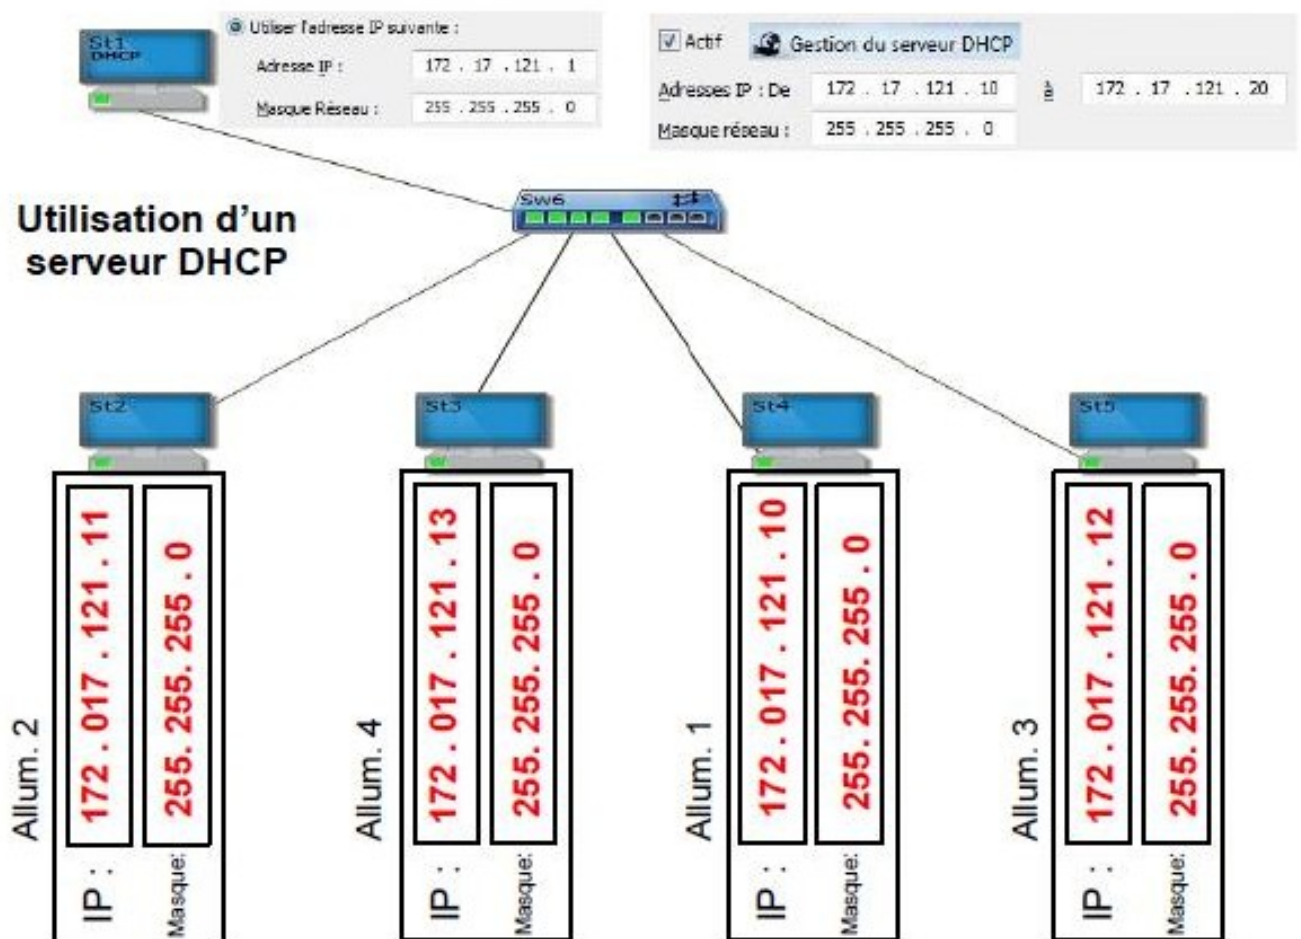 St1
DHCP
Utiliser l'adresse IP suivante :
Adresse IP : 172 . 17 . 121 . 1
Masque Réseau : 255 . 255 . 255 . 0
Actif Gestion du serveur DHCP
Adresses IP : De 172 . 17 . 121 . 10 à 172 . 17 . 121 . 20
Masque réseau : 255 . 255 . 255 . 0
Sw6
Utilisation d'un
serveur DHCP
St2
St3
St4
St5
Allum. 2
IP : 172 . 017 . 121 . 11
Masque: 255. 255. 255 . 0
Allum. 4
IP : 172 . 017 . 121 . 13
Masque: 255. 255. 255 . 0
Allum. 1
IP : 172 . 017 . 121 . 10
Masque: 255. 255. 255 . 0
Allum. 3
IP : 172 . 017 . 121 . 12
Masque: 255. 255. 255 . 0